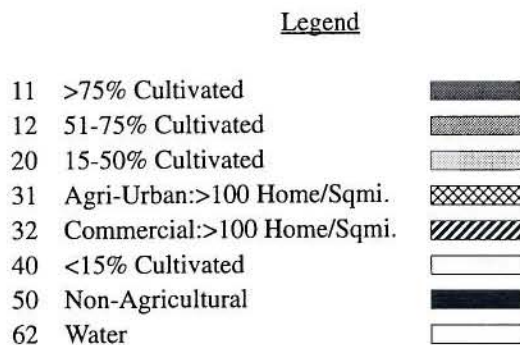 Legend
11 >75% Cultivated
12 51-75% Cultivated
20 15-50% Cultivated
31 Agri-Urban:>100 Home/Sqmi.
32 Commercial:>100 Home/Sqmi.
40 <15% Cultivated
50 Non-Agricultural
62 Water